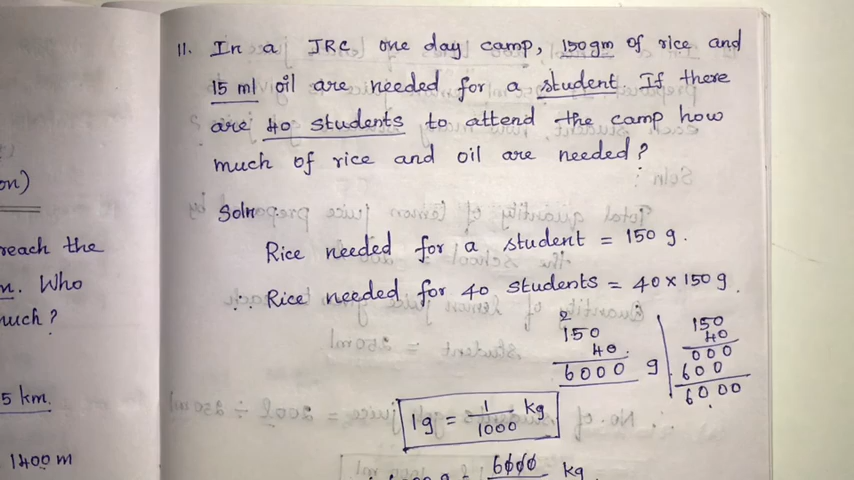 on)
reach the
n. Who
much?
5 km.
1400 m
11. In a JRC one day camp, 150gm of rice and
15 ml oil are needed for a student If there
are 40 students to attend the camp how
much of rice and oil are needed?
Soln :
Rice needed for a student = 150 g.
∴ Rice needed for 40 students = 40 x 150 g.
2
150
40
6000 g
150
40
000
600
6000
1g = 1/1000 kg
6000 kg